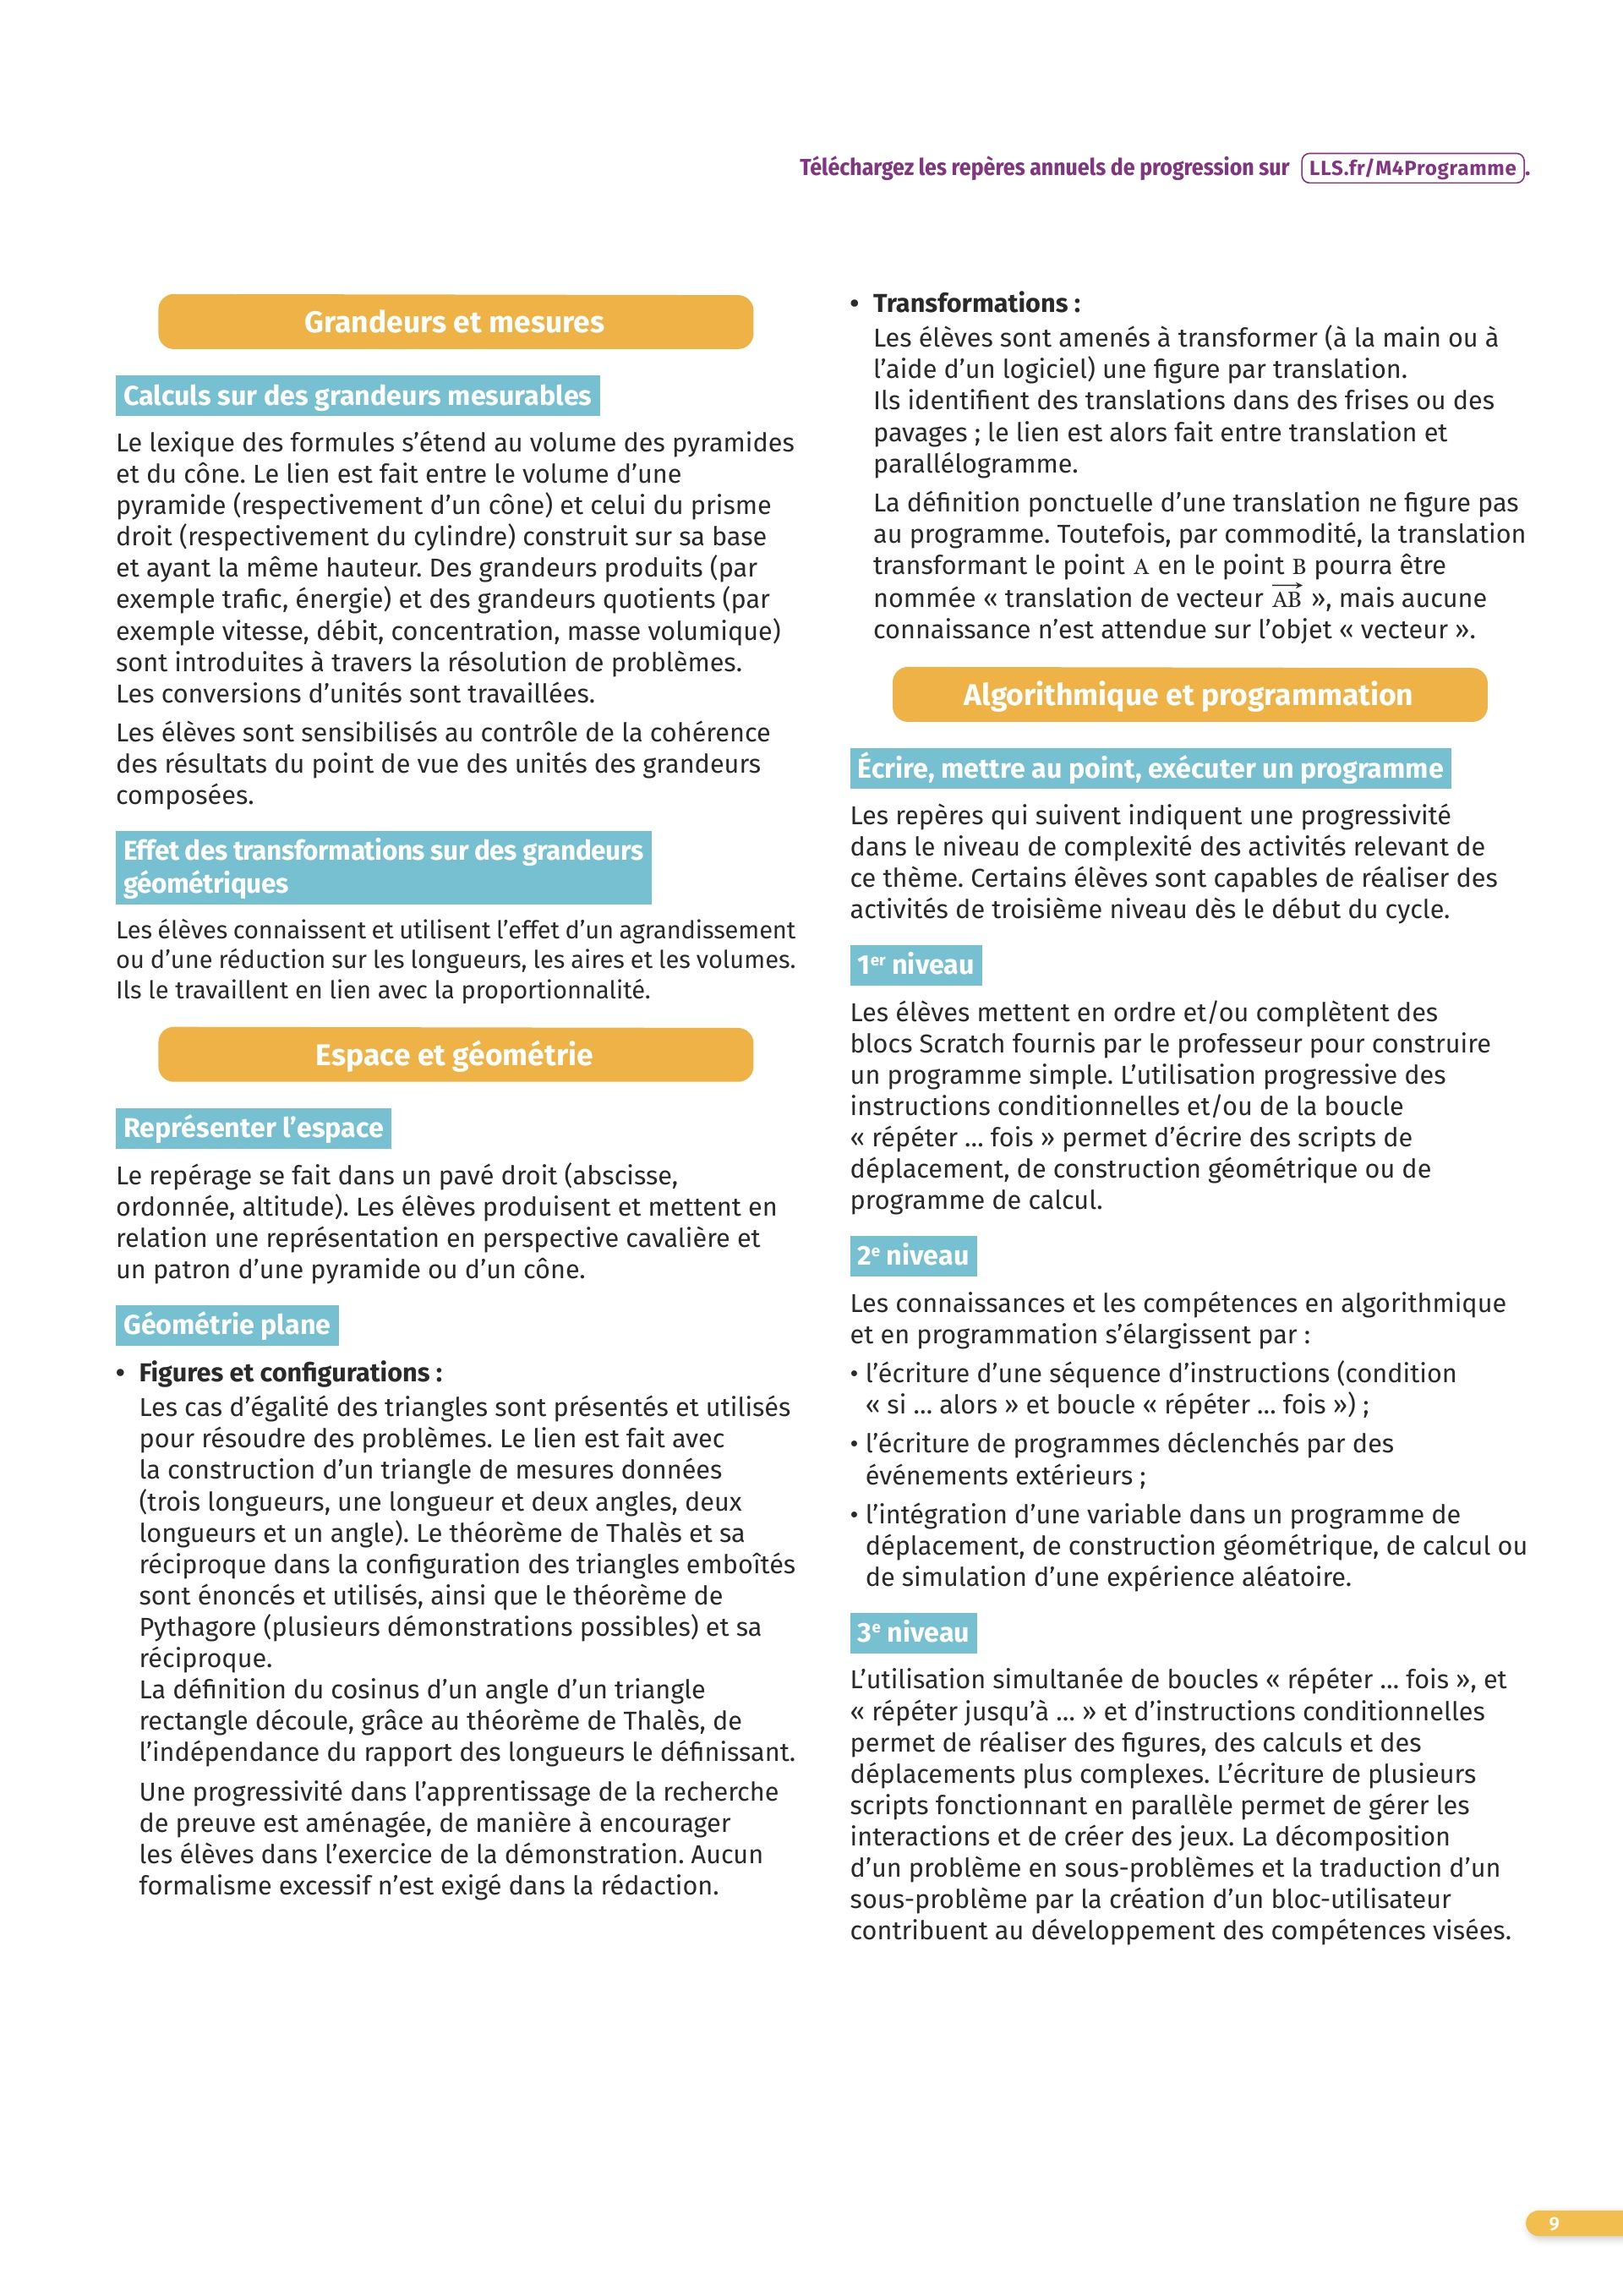 Téléchargez les repères annuels de progression sur LLS.fr/M4Programme.
Grandeurs et mesures
Calculs sur des grandeurs mesurables
Le lexique des formules s’étend au volume des pyramides
et du cône. Le lien est fait entre le volume d’une
pyramide (respectivement d’un cône) et celui du prisme
droit (respectivement du cylindre) construit sur sa base
et ayant la même hauteur. Des grandeurs produits (par
exemple trafic, énergie) et des grandeurs quotients (par
exemple vitesse, débit, concentration, masse volumique)
sont introduites à travers la résolution de problèmes.
Les conversions d’unités sont travaillées.
Les élèves sont sensibilisés au contrôle de la cohérence
des résultats du point de vue des unités des grandeurs
composées.
Effet des transformations sur des grandeurs
géométriques
Les élèves connaissent et utilisent l’effet d’un agrandissement
ou d’une réduction sur les longueurs, les aires et les volumes.
Ils le travaillent en lien avec la proportionnalité.
Espace et géométrie
Représenter l’espace
Le repérage se fait dans un pavé droit (abscisse,
ordonnée, altitude). Les élèves produisent et mettent en
relation une représentation en perspective cavalière et
un patron d’une pyramide ou d’un cône.
Géométrie plane
• Figures et configurations :
Les cas d’égalité des triangles sont présentés et utilisés
pour résoudre des problèmes. Le lien est fait avec
la construction d’un triangle de mesures données
(trois longueurs, une longueur et deux angles, deux
longueurs et un angle). Le théorème de Thalès et sa
réciproque dans la configuration des triangles emboîtés
sont énoncés et utilisés, ainsi que le théorème de
Pythagore (plusieurs démonstrations possibles) et sa
réciproque.
La définition du cosinus d’un angle d’un triangle
rectangle découle, grâce au théorème de Thalès, de
l’indépendance du rapport des longueurs le définissant.
Une progressivité dans l’apprentissage de la recherche
de preuve est aménagée, de manière à encourager
les élèves dans l’exercice de la démonstration. Aucun
formalisme excessif n’est exigé dans la rédaction.
• Transformations :
Les élèves sont amenés à transformer (à la main ou à
l’aide d’un logiciel) une figure par translation.
Ils identifient des translations dans des frises ou des
pavages ; le lien est alors fait entre translation et
parallélogramme.
La définition ponctuelle d’une translation ne figure pas
au programme. Toutefois, par commodité, la translation
transformant le point A en le point B pourra être
nommée « translation de vecteur A⃗B⃗ », mais aucune
connaissance n’est attendue sur l’objet « vecteur ».
Algorithmique et programmation
Écrire, mettre au point, exécuter un programme
Les repères qui suivent indiquent une progressivité
dans le niveau de complexité des activités relevant de
ce thème. Certains élèves sont capables de réaliser des
activités de troisième niveau dès le début du cycle.
1er niveau
Les élèves mettent en ordre et/ou complètent des
blocs Scratch fournis par le professeur pour construire
un programme simple. L’utilisation progressive des
instructions conditionnelles et/ou de la boucle
« répéter ... fois » permet d’écrire des scripts de
déplacement, de construction géométrique ou de
programme de calcul.
2e niveau
Les connaissances et les compétences en algorithmique
et en programmation s’élargissent par :
• l’écriture d’une séquence d’instructions (condition
« si ... alors » et boucle « répéter ... fois ») ;
• l’écriture de programmes déclenchés par des
événements extérieurs ;
• l’intégration d’une variable dans un programme de
déplacement, de construction géométrique, de calcul ou
de simulation d’une expérience aléatoire.
3e niveau
L’utilisation simultanée de boucles « répéter ... fois », et
« répéter jusqu’à ... » et d’instructions conditionnelles
permet de réaliser des figures, des calculs et des
déplacements plus complexes. L’écriture de plusieurs
scripts fonctionnant en parallèle permet de gérer les
interactions et de créer des jeux. La décomposition
d’un problème en sous-problèmes et la traduction d’un
sous-problème par la création d’un bloc-utilisateur
contribuent au développement des compétences visées.
9